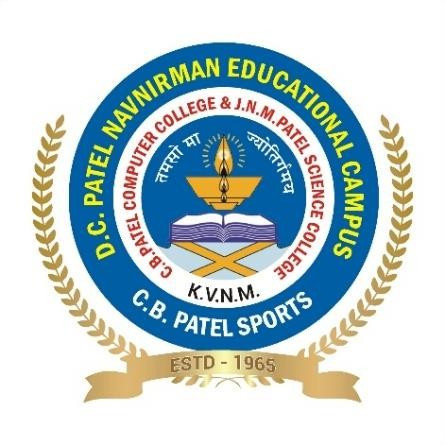 D.C. PATEL NAVNIRMAN EDUCATIONAL CAMPUS
C.B.PATEL COMPUTER COLLEGE & J.N.M.PATEL SCIENCE COLLEGE
तमसो मा ज्योतिर्गमय
K.V.N.M.
C.B. PATEL SPORTS
ESTD - 1965